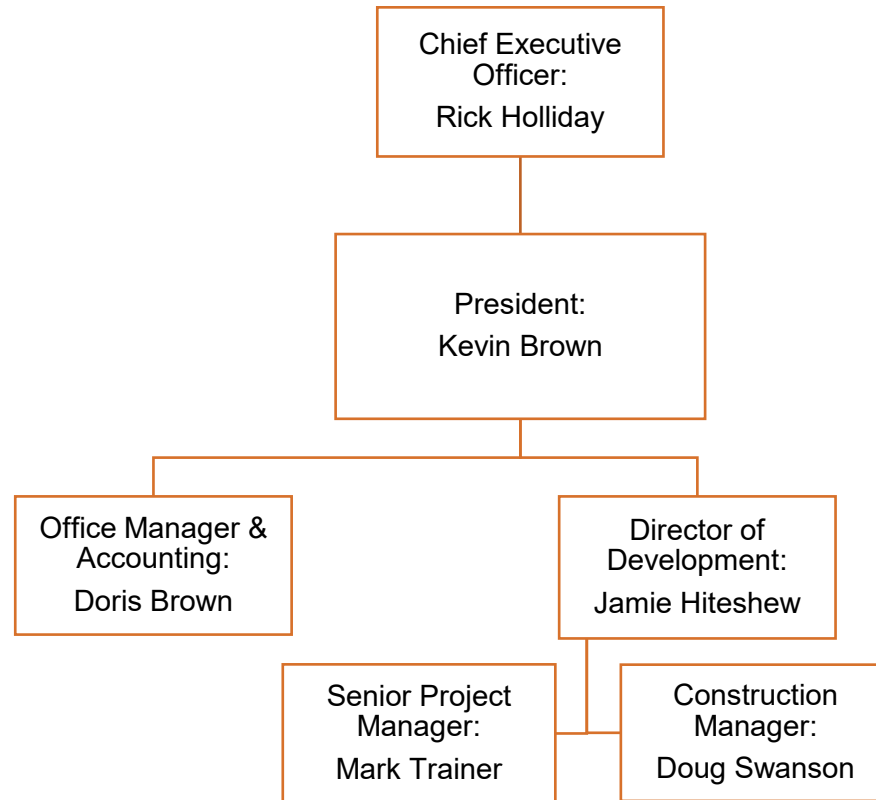 Chief Executive
Officer:
Rick Holliday
President:
Kevin Brown
Office Manager &
Accounting:
Doris Brown
Director of
Development:
Jamie Hiteshew
Senior Project
Manager:
Mark Trainer
Construction
Manager:
Doug Swanson